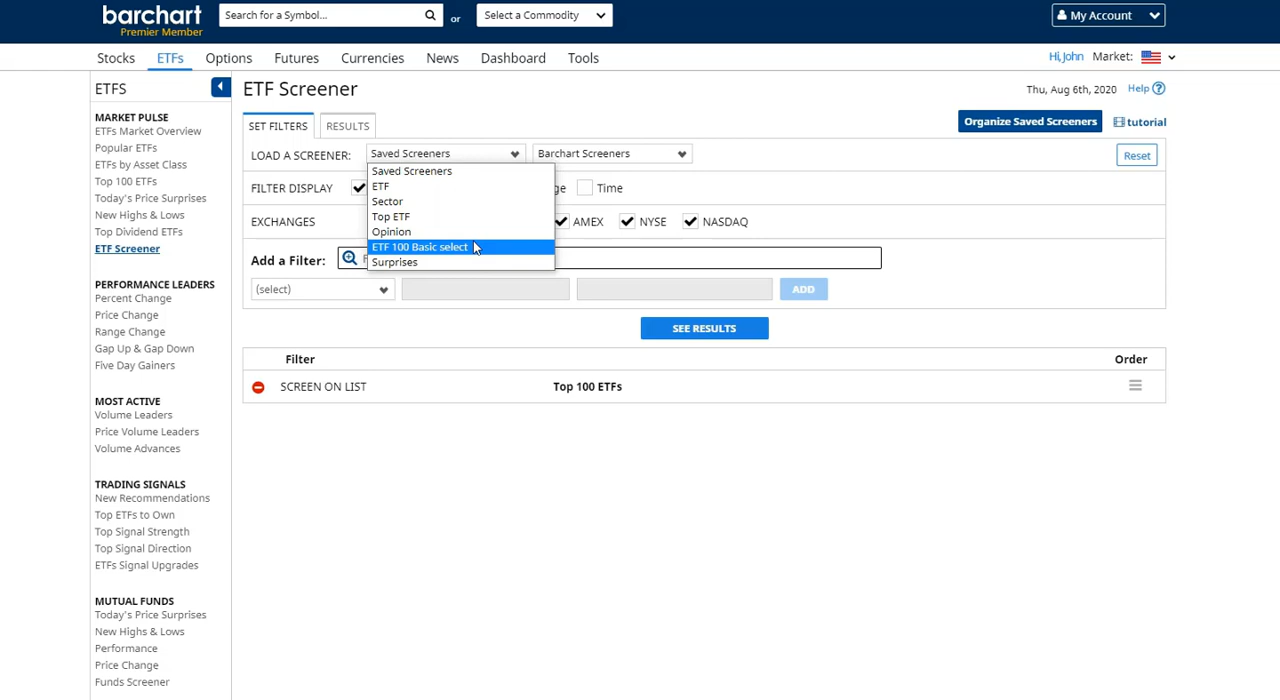 barchart
Premier Member
Search for a Symbol...
or
Select a Commodity
My Account
Stocks ETFs Options Futures Currencies News Dashboard Tools
Hi, John Market:
ETFS
MARKET PULSE
ETFs Market Overview
Popular ETFs
ETFs by Asset Class
Top 100 ETFs
Today's Price Surprises
New Highs & Lows
Top Dividend ETFs
ETF Screener
PERFORMANCE LEADERS
Percent Change
Price Change
Range Change
Gap Up & Gap Down
Five Day Gainers
MOST ACTIVE
Volume Leaders
Price Volume Leaders
Volume Advances
TRADING SIGNALS
New Recommendations
Top ETFs to Own
Top Signal Strength
Top Signal Direction
ETFs Signal Upgrades
MUTUAL FUNDS
Today's Price Surprises
New Highs & Lows
Performance
Price Change
Funds Screener
ETF Screener
Thu, Aug 6th, 2020 Help ?
SET FILTERS RESULTS
Organize Saved Screeners tutorial
LOAD A SCREENER: Saved Screeners Barchart Screeners Reset
Saved Screeners
ETF
Sector
Top ETF
Opinion
ETF 100 Basic select
Surprises
FILTER DISPLAY ge Time
EXCHANGES AMEX NYSE NASDAQ
Add a Filter:
(select) ADD
SEE RESULTS
Filter Order
SCREEN ON LIST Top 100 ETFs